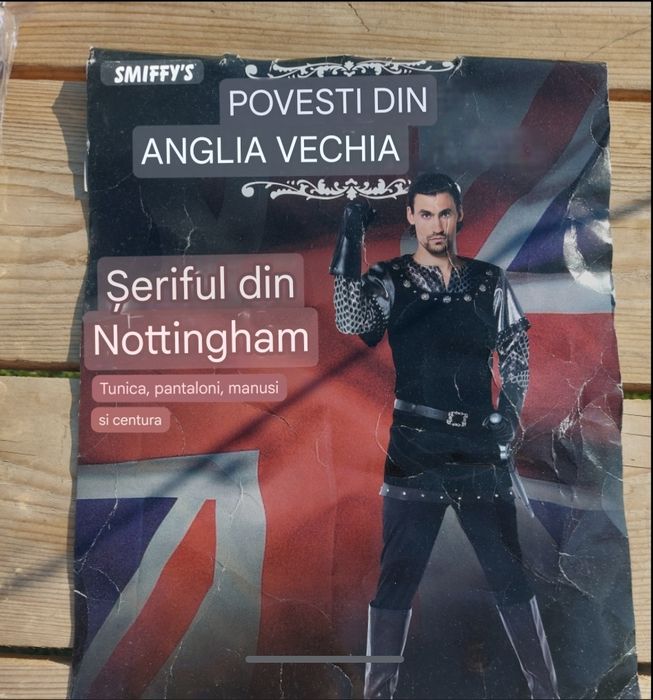 SMIFFY'S
POVESTI DIN
ANGLIA VECHIA
Șeriful din
Nottingham
Tunica, pantaloni, manusi
si centura